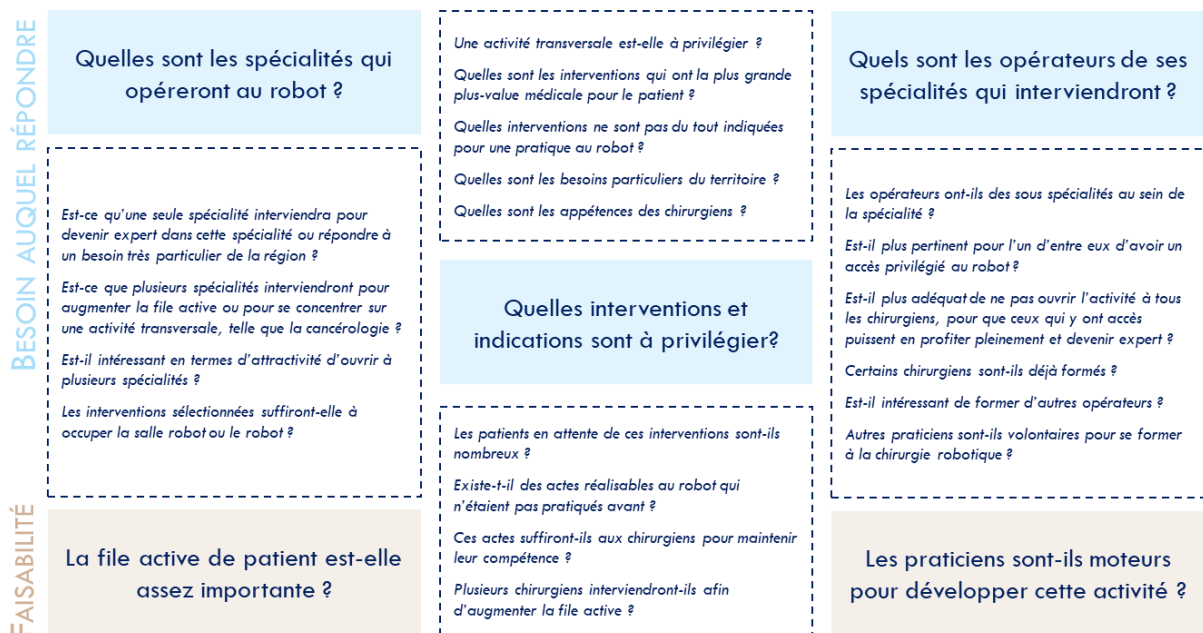 BESOIN AUQUEL RÉPONDRE
Quelles sont les spécialités qui
opéreront au robot ?
Est-ce qu'une seule spécialité interviendra pour
devenir expert dans cette spécialité ou répondre à
un besoin très particulier de la région ?
Est-ce que plusieurs spécialités interviendront pour
augmenter la file active ou pour se concentrer sur
une activité transversale, telle que la cancérologie ?
Est-il intéressant en termes d'attractivité d'ouvrir à
plusieurs spécialités ?
Les interventions sélectionnées suffiront-elle à
occuper la salle robot ou le robot ?
Une activité transversale est-elle à privilégier ?
Quelles sont les interventions qui ont la plus grande
plus-value médicale pour le patient ?
Quelles interventions ne sont pas du tout indiquées
pour une pratique au robot ?
Quelles sont les besoins particuliers du territoire ?
Quelles sont les appétences des chirurgiens ?
Quelles interventions et
indications sont à privilégier?
Quels sont les opérateurs de ses
spécialités qui interviendront ?
Les opérateurs ont-ils des sous spécialités au sein de
la spécialité ?
Est-il plus pertinent pour l'un d'entre eux d'avoir un
accès privilégié au robot?
Est-il plus adéquat de ne pas ouvrir l'activité à tous
les chirurgiens, pour que ceux qui y ont accès
puissent en profiter pleinement et devenir expert ?
Certains chirurgiens sont-ils déjà formés ?
Est-il intéressant de former d'autres opérateurs ?
Autres praticiens sont-ils volontaires pour se former
à la chirurgie robotique ?
FAISABILITÉ
La file active de patient est-elle
assez importante ?
Les patients en attente de ces interventions sont-ils
nombreux ?
Existe-t-il des actes réalisables au robot qui
n'étaient pas pratiqués avant ?
Ces actes suffiront-ils aux chirurgiens pour maintenir
leur compétence ?
Plusieurs chirurgiens interviendront-ils afin
d'augmenter la file active ?
Les praticiens sont-ils moteurs
pour développer cette activité ?